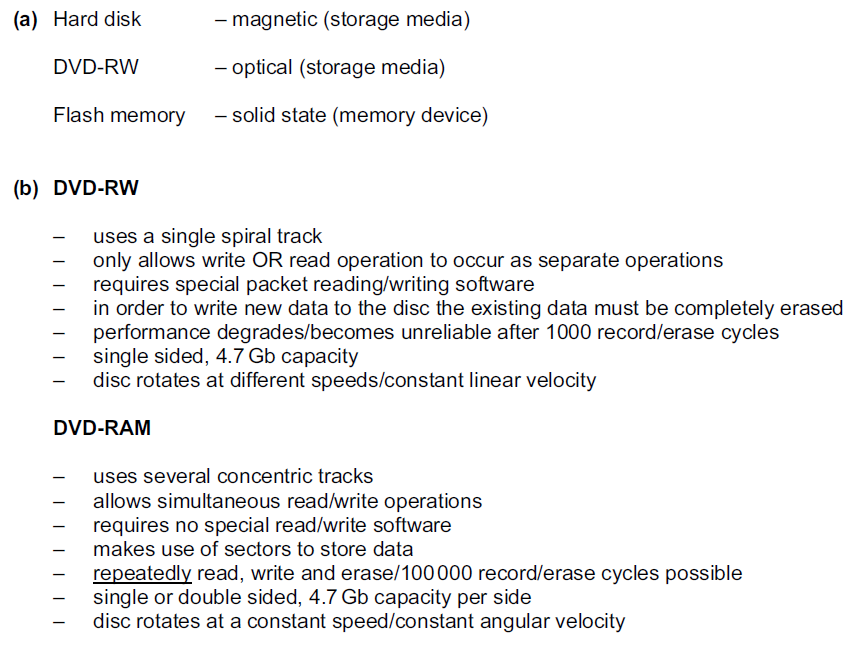 (a) Hard disk – magnetic (storage media)
DVD-RW – optical (storage media)
Flash memory – solid state (memory device)
(b) DVD-RW
– uses a single spiral track
– only allows write OR read operation to occur as separate operations
– requires special packet reading/writing software
– in order to write new data to the disc the existing data must be completely erased
– performance degrades/becomes unreliable after 1000 record/erase cycles
– single sided, 4.7 Gb capacity
– disc rotates at different speeds/constant linear velocity
DVD-RAM
– uses several concentric tracks
– allows simultaneous read/write operations
– requires no special read/write software
– makes use of sectors to store data
– repeatedly read, write and erase/100 000 record/erase cycles possible
– single or double sided, 4.7 Gb capacity per side
– disc rotates at a constant speed/constant angular velocity